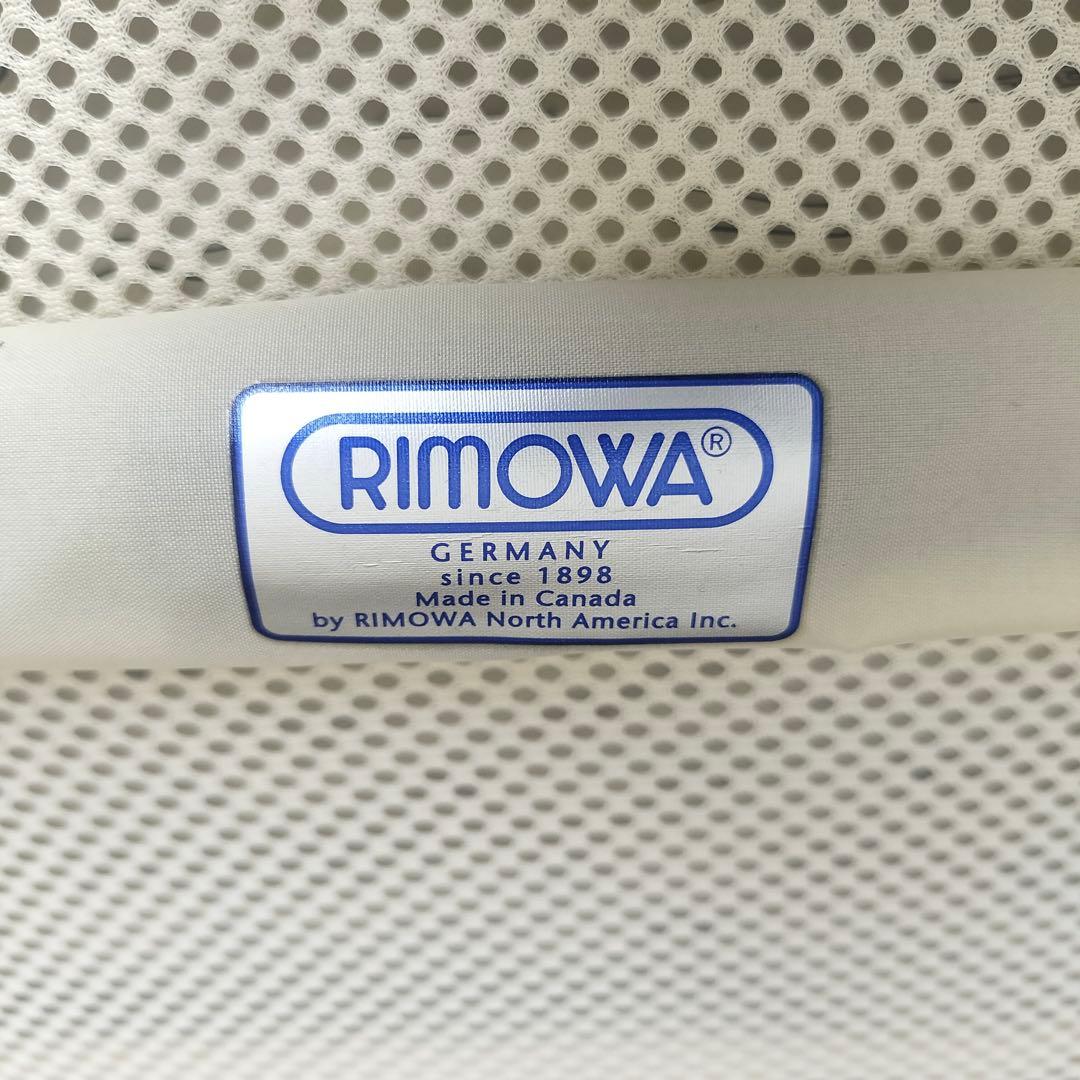 RIMOWA®
GERMANY
since 1898
Made in Canada
by RIMOWA North America Inc.